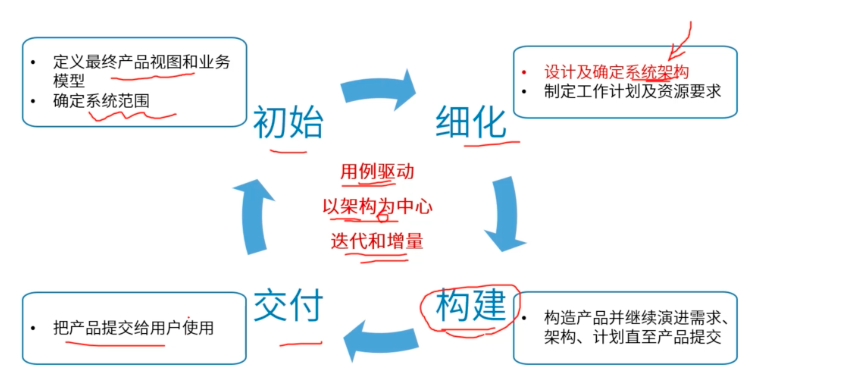 • 定义最终产品视图和业务
模型
• 确定系统范围
• 设计及确定系统架构
• 制定工作计划及资源要求
初始
细化
用例驱动
以架构为中心
迭代和增量
交付
构建
• 把产品提交给用户使用
• 构造产品并继续演进需求、
架构、计划直至产品提交